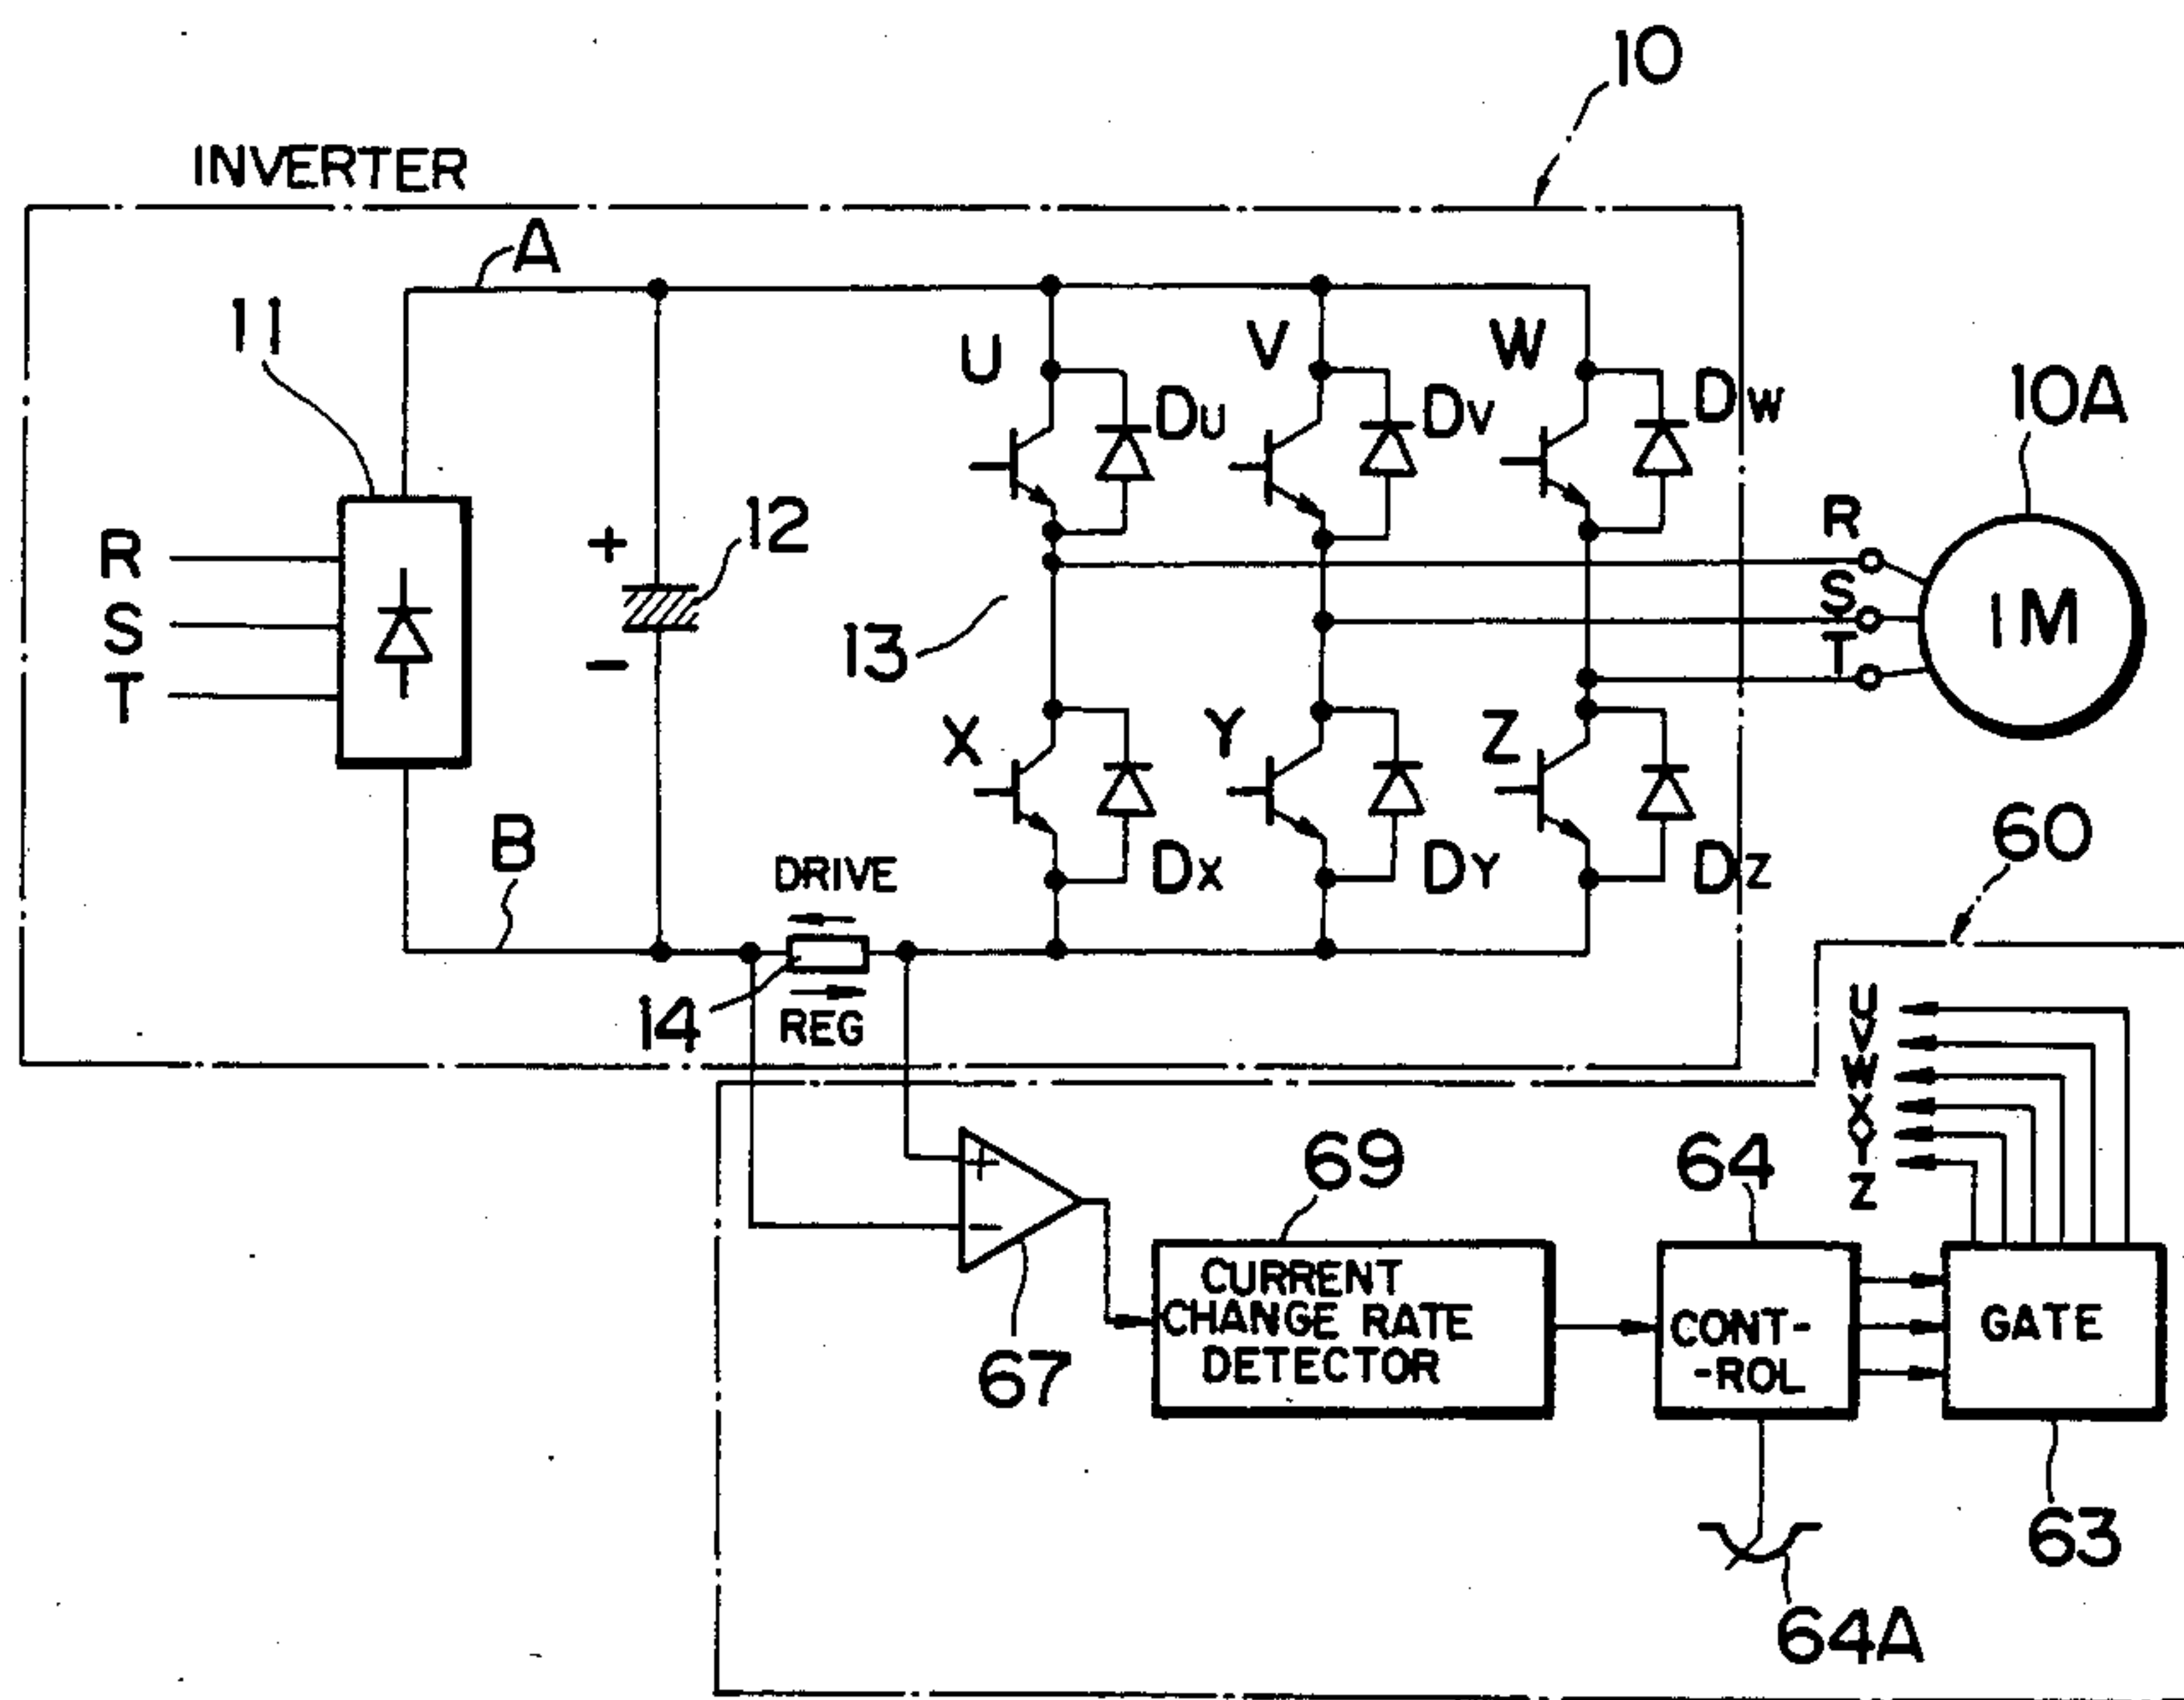 10
INVERTER
A
11
U
V
W
DU
DV
DW
10A
R
S
T
+
12
−
13
R
S
T
IM
X
Y
Z
DX
DY
DZ
B
DRIVE
14
REG
60
U
V
W
X
Y
Z
+
−
67
69
CURRENT
CHANGE RATE
DETECTOR
64
CONT-
-ROL
GATE
63
64A